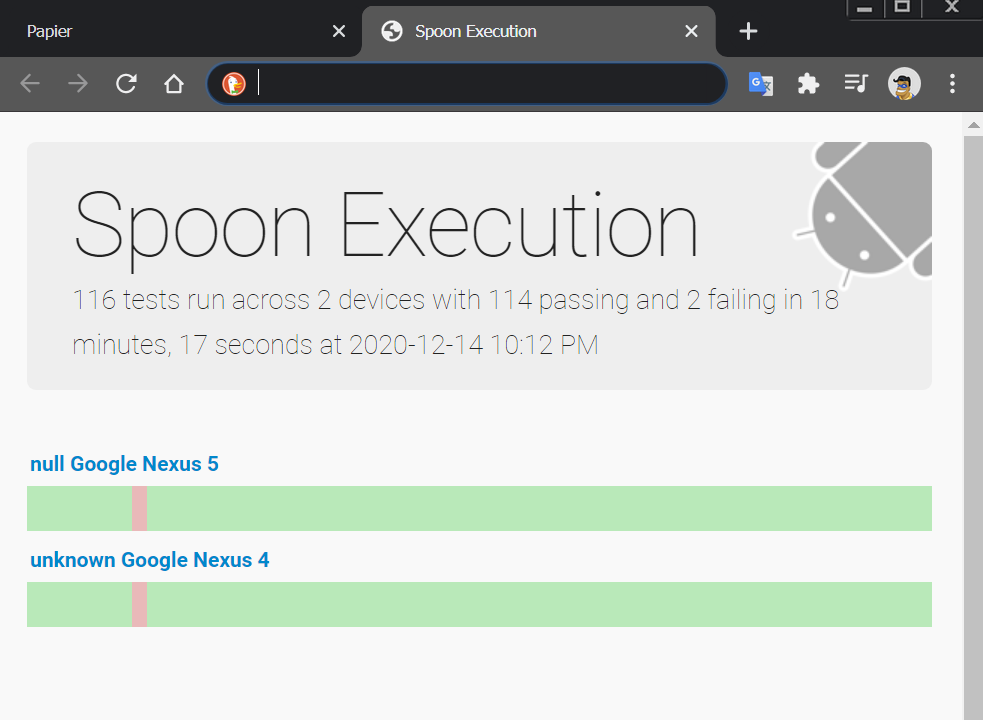 Papier
Spoon Execution
Spoon Execution
116 tests run across 2 devices with 114 passing and 2 failing in 18
minutes, 17 seconds at 2020-12-14 10:12 PM
null Google Nexus 5
unknown Google Nexus 4